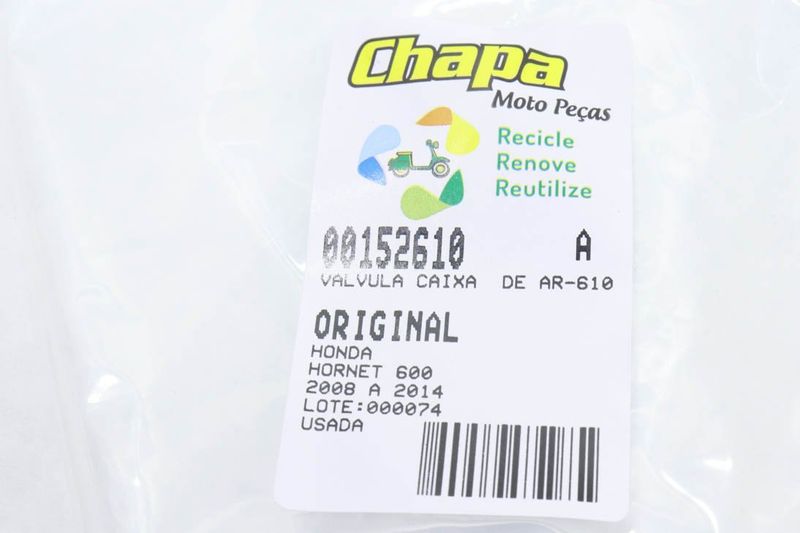 Chapa
Moto Peças
Recicle
Renove
Reutilize
00152610 A
VALVULA CAIXA DE AR-610
ORIGINAL
HONDA
HORNET 600
2008 A 2014
LOTE:000074
USADA